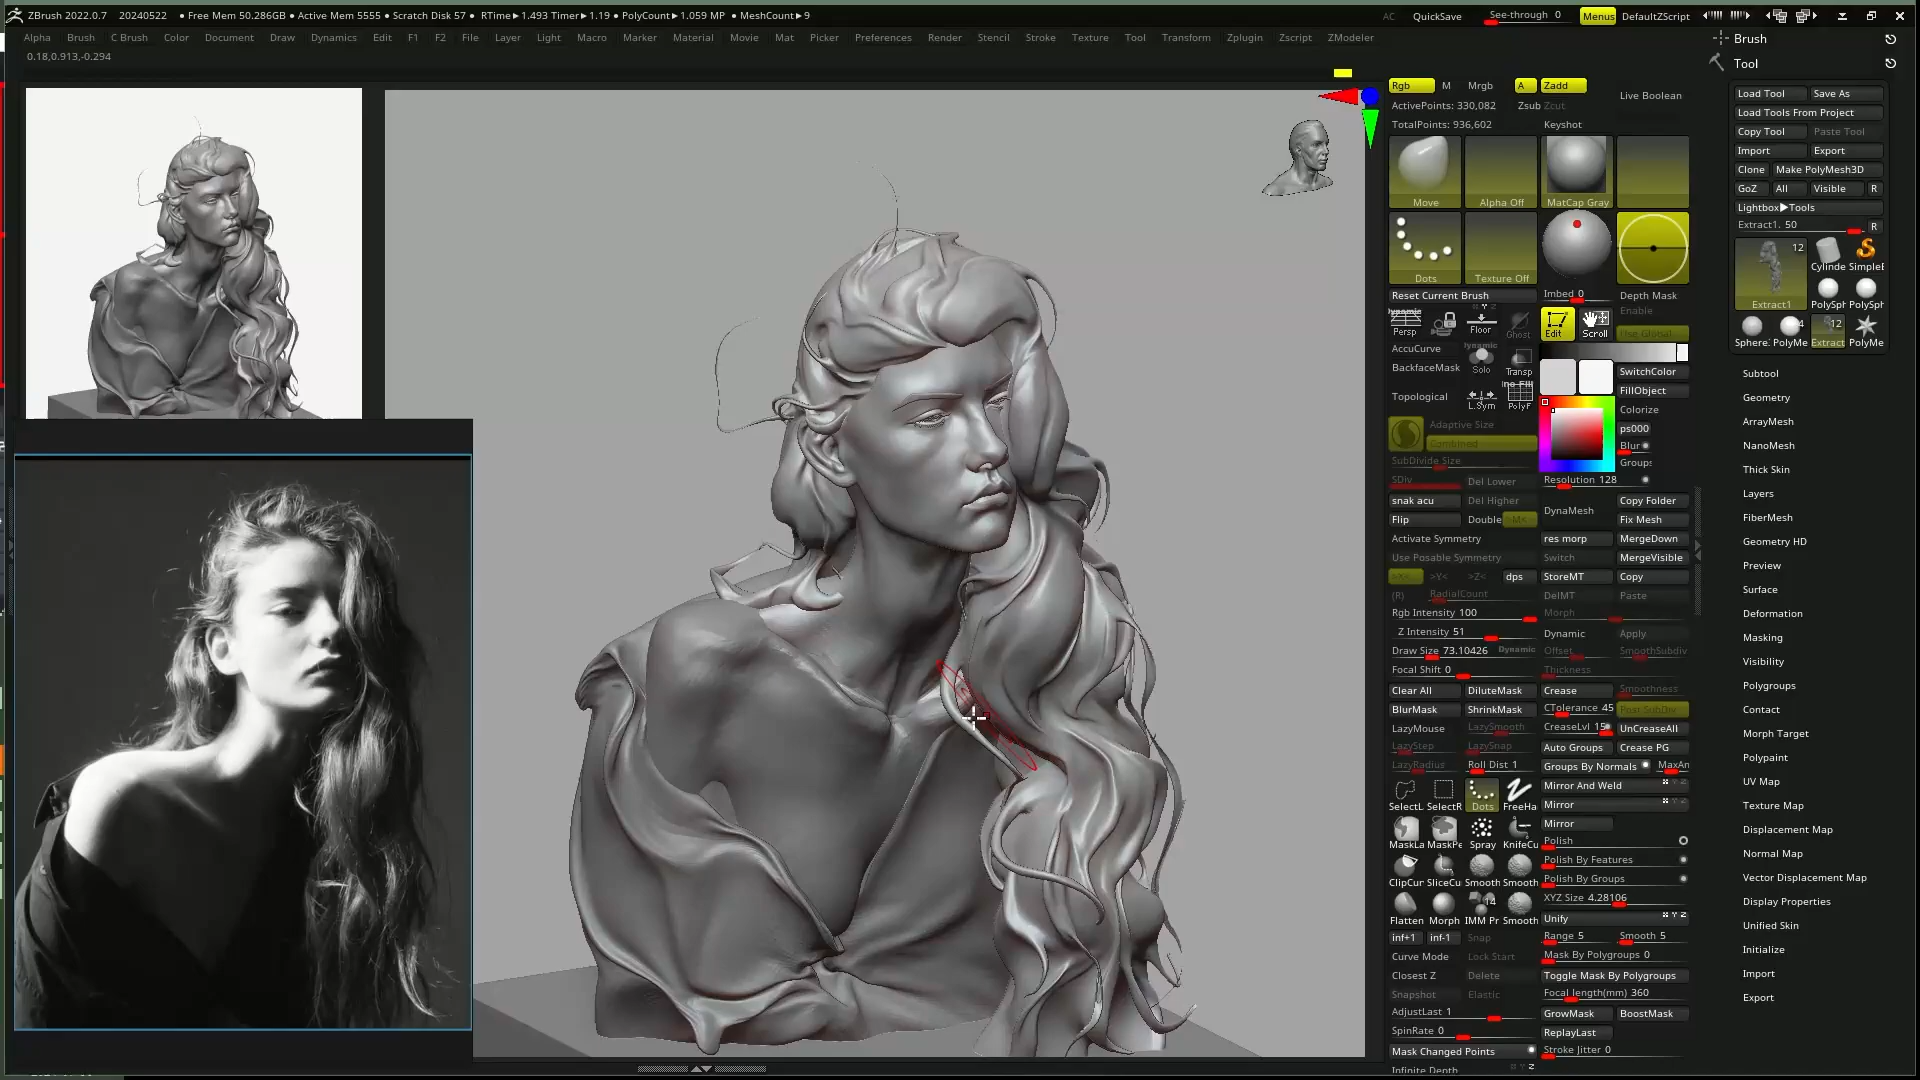 ZBrush 2022.0.7 20240522 • Free Mem 50.286GB • Active Mem 5555 • Scratch Disk 57 • RTime►1.493 Timer►1.19 • PolyCount►1.059 MP • MeshCount►9
AC QuickSave See-through 0 Menus DefaultZScript
Alpha Brush C Brush Color Document Draw Dynamics Edit F1 F2 File Layer Light Macro Marker Material Movie Mat Picker Preferences Render Stencil Stroke Texture Tool Transform Zplugin Zscript ZModeler
0.18,0.913,-0.294
Rgb M Mrgb A Zadd
Live Boolean
ActivePoints: 330,082 Zsub Zcut
TotalPoints: 936,602 Keyshot
Move Alpha Off MatCap Gray
Dots Texture Off
Reset Current Brush Imbed 0 Depth Mask
Enable
Persp Floor Ghost Edit Scroll Use Global
AccuCurve Dynamic
BackfaceMask Solo Transp SwitchColor
Topological L.Sym PolyF FillObject
Colorize
Adaptive Size ps000
Combined Blur
SubDivide Size Groups
SDiv Del Lower Resolution 128
snak acu Del Higher DynaMesh Copy Folder
Flip Double >M< Fix Mesh
Activate Symmetry res morp MergeDown
Use Posable Symmetry Switch MergeVisible
>X< >Y< >Z< dps StoreMT Copy
(R) RadialCount DelMT Paste
Rgb Intensity 100 Morph
Z Intensity 51 Dynamic Apply
Draw Size 73.10426 Dynamic Offset SmoothSubdiv
Focal Shift 0 Thickness
Clear All DiluteMask Crease Smoothness
BlurMask ShrinkMask CTolerance 45 Post SubDiv
LazyMouse LazySmooth CreaseLvl 15 UnCreaseAll
LazyStep LazySnap Auto Groups Crease PG
LazyRadius Roll Dist 1 Groups By Normals MaxAn
SelectL SelectR Dots FreeHa Mirror And Weld
Mirror
Mirror
MaskLa MaskPe Spray KnifeCu Polish
Polish By Features
ClipCur SliceCu Smooth Smooth Polish By Groups
XYZ Size 4.28106
Flatten Morph IMM Pr 14 Smooth Unify
inf+1 inf-1 Snap Range 5 Smooth 5
Curve Mode Lock Start Mask By Polygroups 0
Closest Z Delete Toggle Mask By Polygroups
Snapshot Elastic Focal length(mm) 360
AdjustLast 1 GrowMask BoostMask
SpinRate 0 ReplayLast
Mask Changed Points Stroke Jitter 0
Infinite Depth
Brush
Tool
Load Tool Save As
Load Tools From Project
Copy Tool Paste Tool
Import Export
Clone Make PolyMesh3D
GoZ All Visible R
Lightbox►Tools
Extract1. 50 R
12
Cylinde SimpleE
Extract1 PolySph PolySph
4 12
Sphere PolyMe Extract PolyMe
Subtool
Geometry
ArrayMesh
NanoMesh
Thick Skin
Layers
FiberMesh
Geometry HD
Preview
Surface
Deformation
Masking
Visibility
Polygroups
Contact
Morph Target
Polypaint
UV Map
Texture Map
Displacement Map
Normal Map
Vector Displacement Map
Display Properties
Unified Skin
Initialize
Import
Export